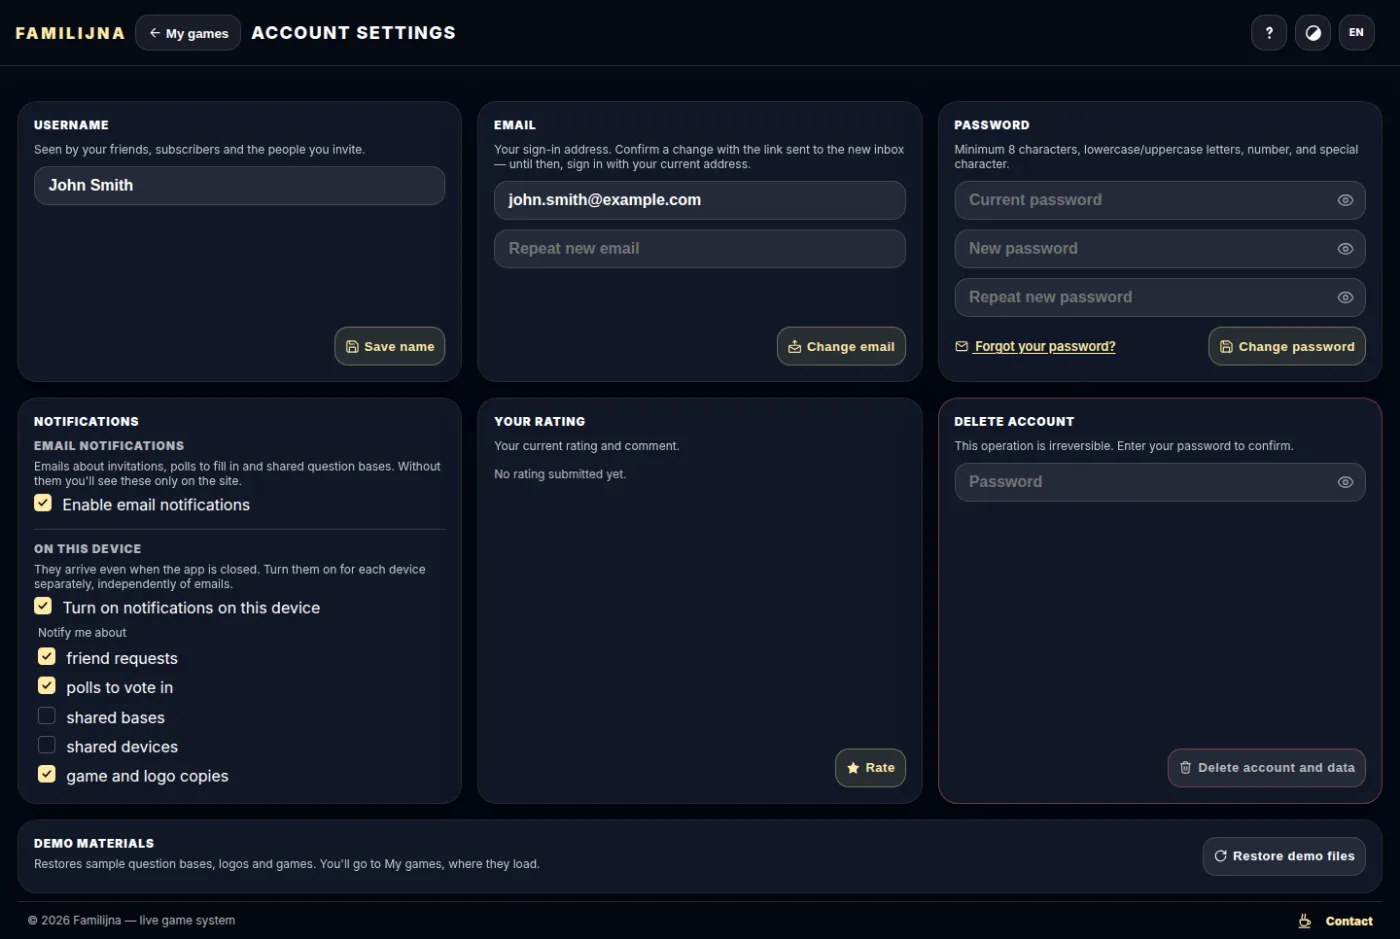 FAMILIJNA
← My games
ACCOUNT SETTINGS
?
EN
USERNAME
Seen by your friends, subscribers and the people you invite.
John Smith
Save name
EMAIL
Your sign-in address. Confirm a change with the link sent to the new inbox
— until then, sign in with your current address.
john.smith@example.com
Repeat new email
Change email
PASSWORD
Minimum 8 characters, lowercase/uppercase letters, number, and special
character.
Current password
New password
Repeat new password
Forgot your password?
Change password
NOTIFICATIONS
EMAIL NOTIFICATIONS
Emails about invitations, polls to fill in and shared question bases. Without
them you'll see these only on the site.
Enable email notifications
ON THIS DEVICE
They arrive even when the app is closed. Turn them on for each device
separately, independently of emails.
Turn on notifications on this device
Notify me about
friend requests
polls to vote in
shared bases
shared devices
game and logo copies
YOUR RATING
Your current rating and comment.
No rating submitted yet.
Rate
DELETE ACCOUNT
This operation is irreversible. Enter your password to confirm.
Password
Delete account and data
DEMO MATERIALS
Restores sample question bases, logos and games. You'll go to My games, where they load.
Restore demo files
© 2026 Familijna — live game system
Contact